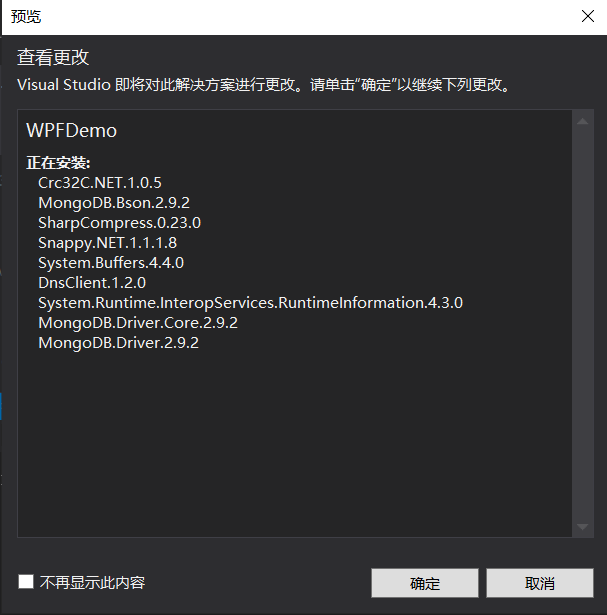 预览
查看更改
Visual Studio 即将对此解决方案进行更改。请单击“确定”以继续下列更改。
WPFDemo
正在安装:
Crc32C.NET.1.0.5
MongoDB.Bson.2.9.2
SharpCompress.0.23.0
Snappy.NET.1.1.1.8
System.Buffers.4.4.0
DnsClient.1.2.0
System.Runtime.InteropServices.RuntimeInformation.4.3.0
MongoDB.Driver.Core.2.9.2
MongoDB.Driver.2.9.2
不再显示此内容
确定
取消